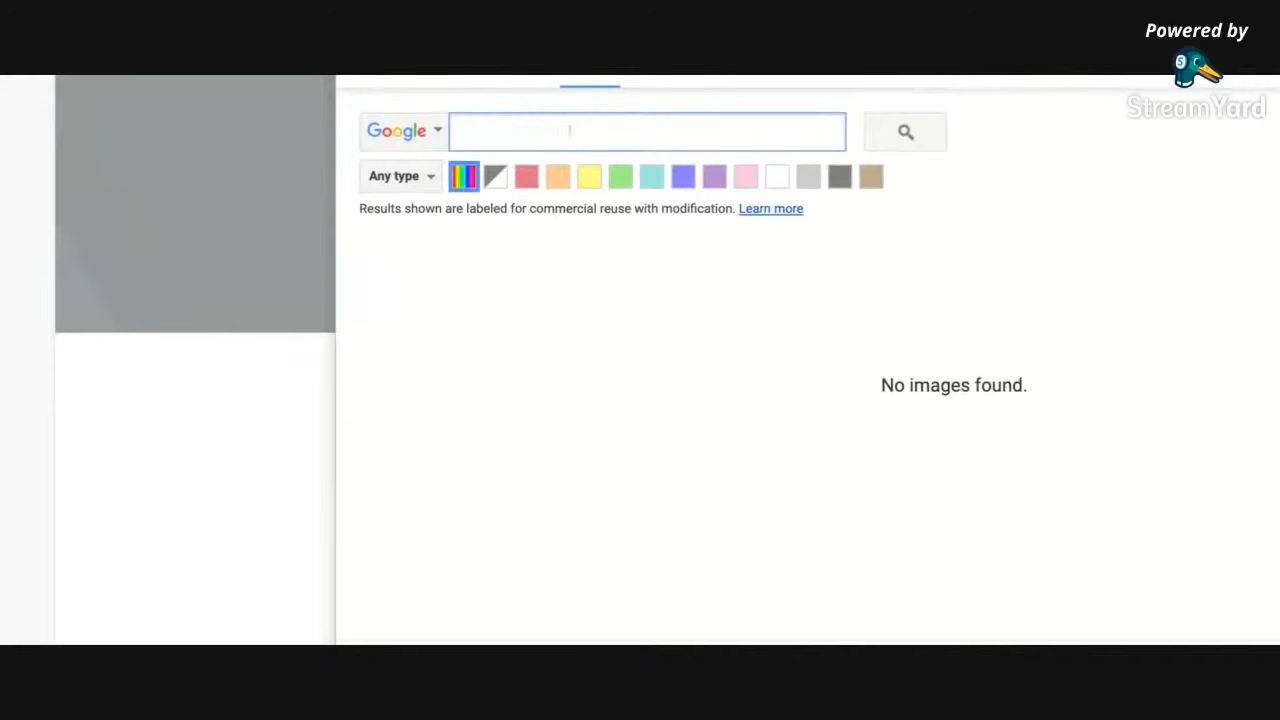 Powered by
StreamYard
Google
Any type
Results shown are labeled for commercial reuse with modification. Learn more
No images found.